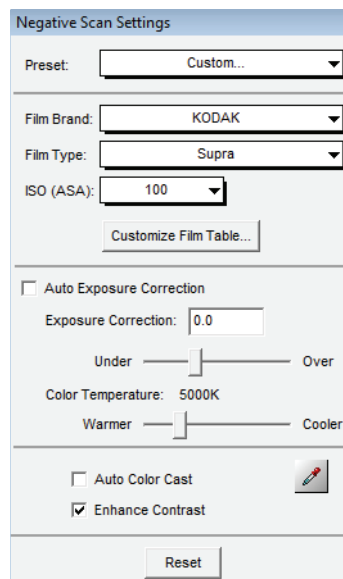 Negative Scan Settings
Preset: Custom...
Film Brand: KODAK
Film Type: Supra
ISO (ASA): 100
Customize Film Table...
Auto Exposure Correction
Exposure Correction: 0.0
Under Over
Color Temperature: 5000K
Warmer Cooler
Auto Color Cast
Enhance Contrast
Reset